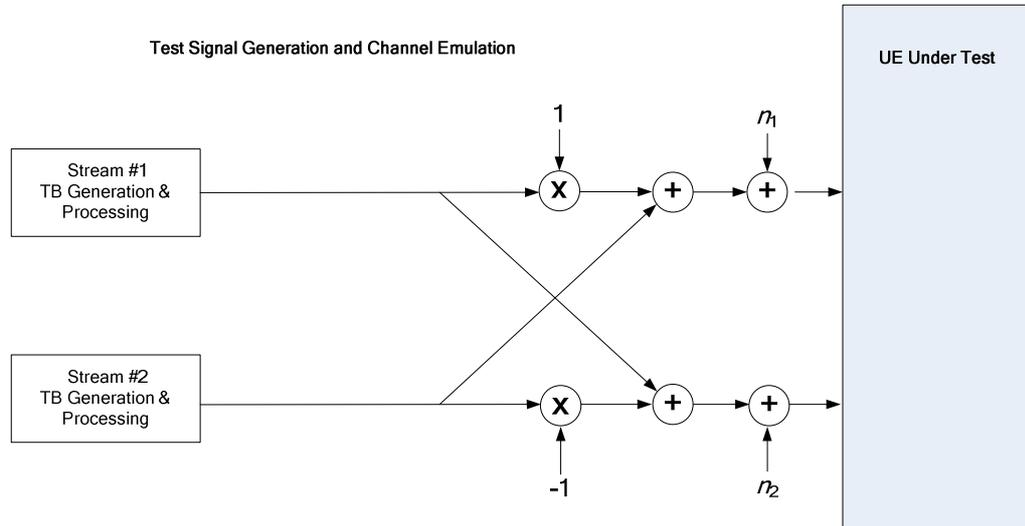 Test Signal Generation and Channel Emulation
UE Under Test
1
n1
Stream #1
TB Generation &
Processing
X
+
+
Stream #2
TB Generation &
Processing
X
+
+
-1
n2